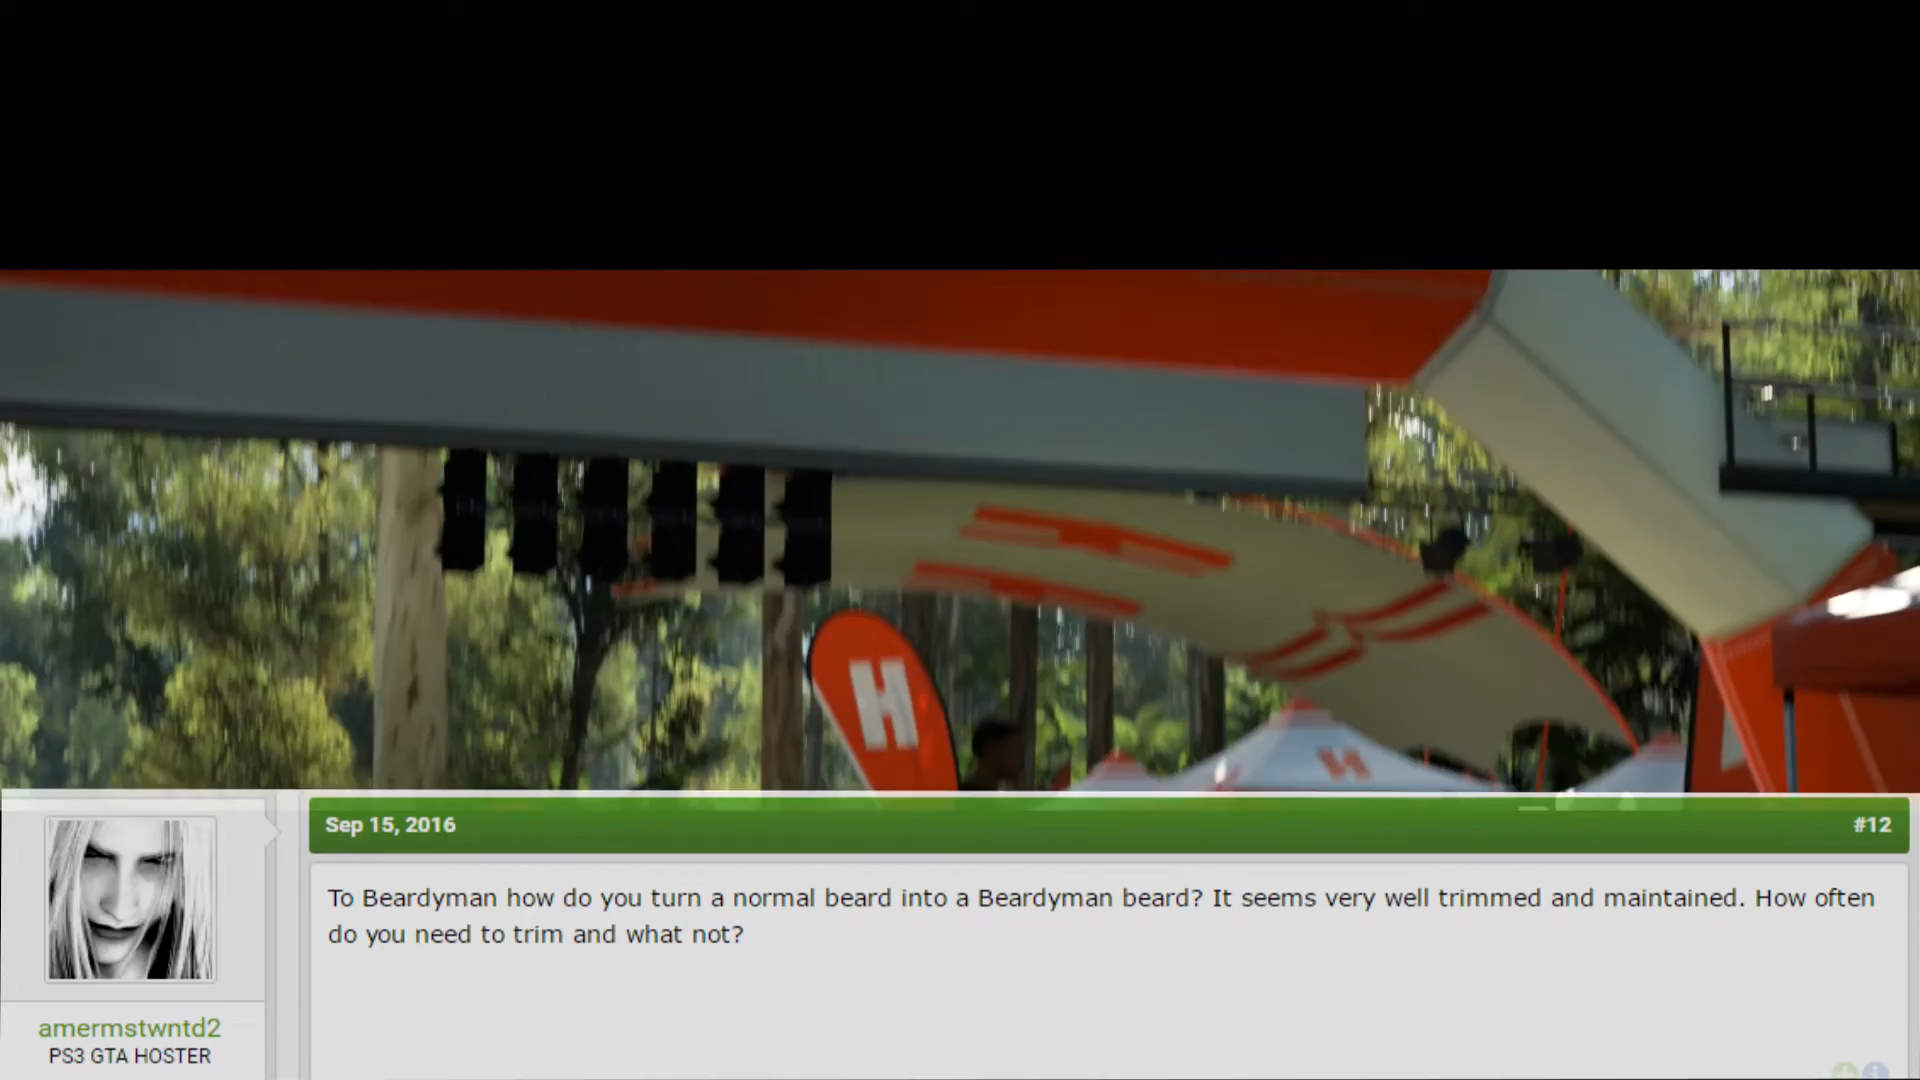 H
H
Sep 15, 2016 #12
To Beardyman how do you turn a normal beard into a Beardyman beard? It seems very well trimmed and maintained. How often
do you need to trim and what not?
amermstwntd2
PS3 GTA HOSTER